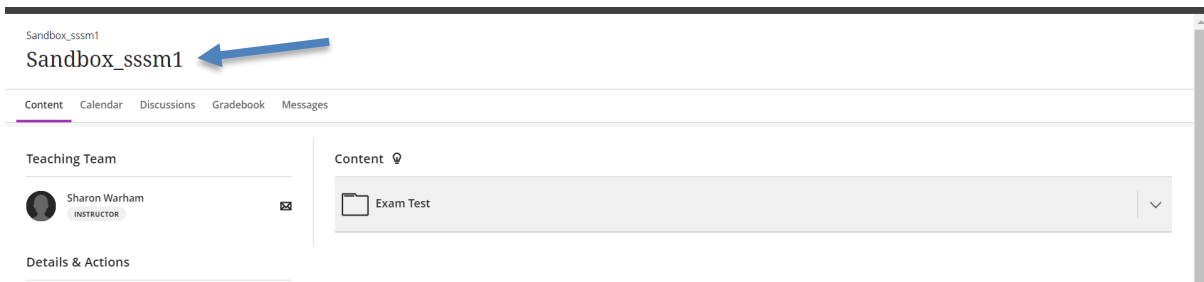 Sandbox_sssm1
Sandbox_sssm1
Content Calendar Discussions Gradebook Messages
Teaching Team
Sharon Warham
INSTRUCTOR
Details & Actions
Content
Exam Test